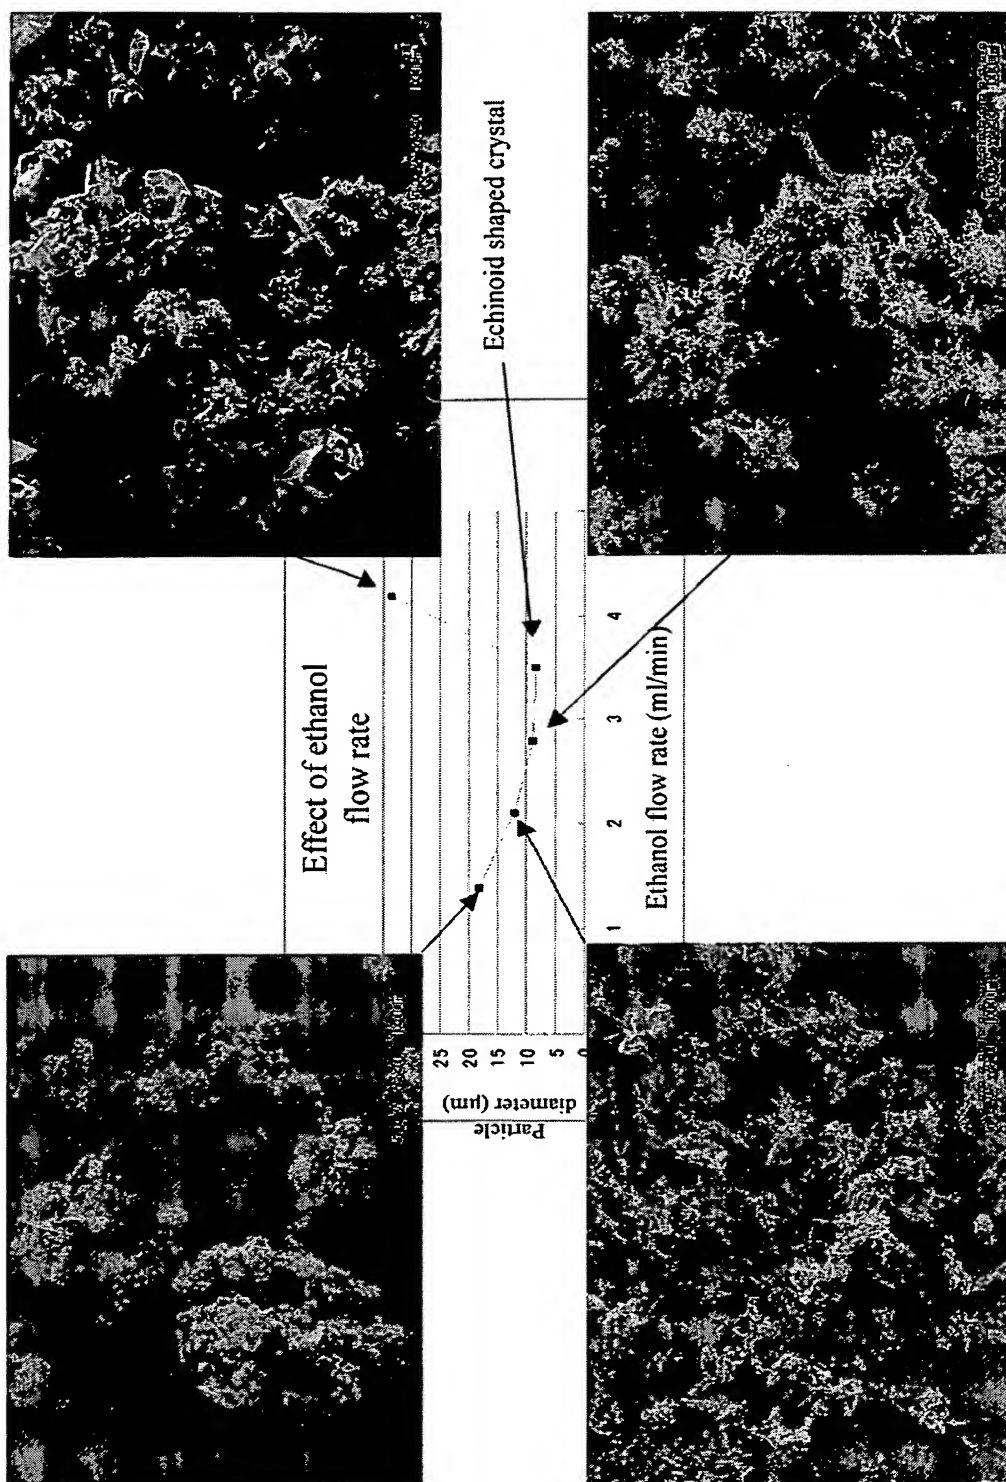 Effect of ethanol
flow rate
Echinoid shaped crystal
Particle
diameter (µm)
25
20
15
10
5
0
1
2
3
4
Ethanol flow rate (ml/min)